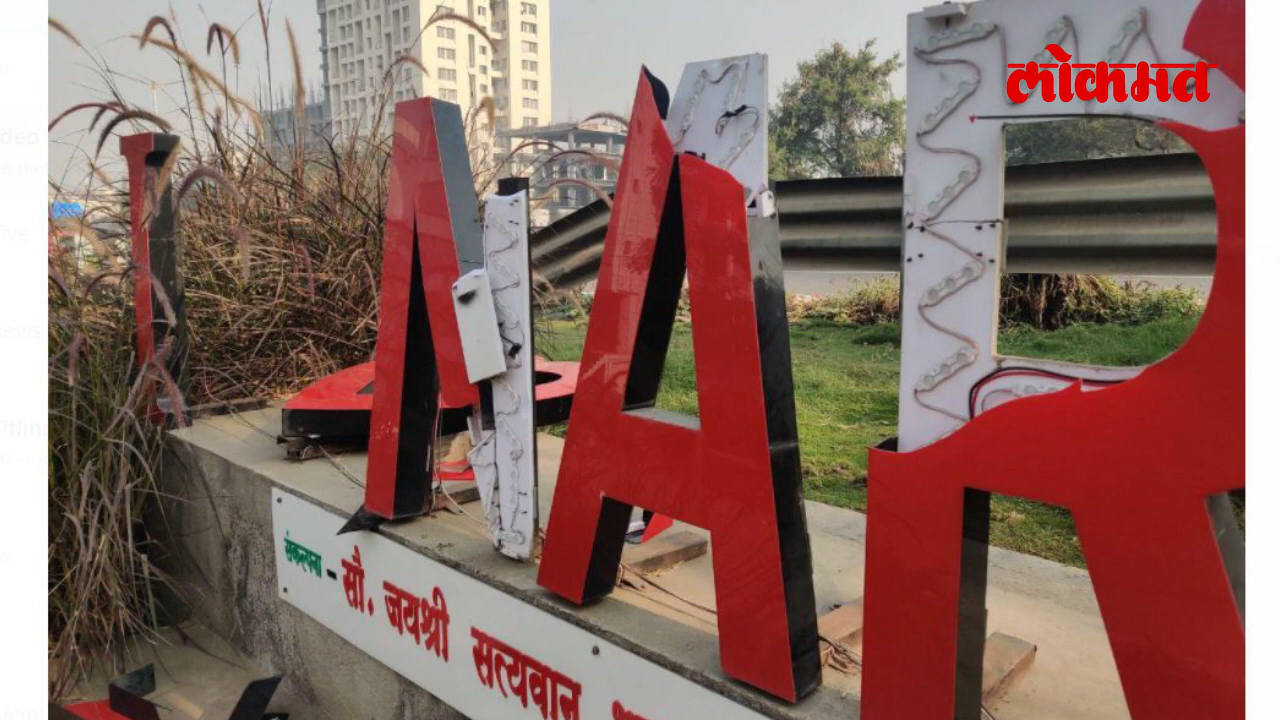 लोकमत
I N A R
संकल्पना - सौ. जयश्री सत्यवान